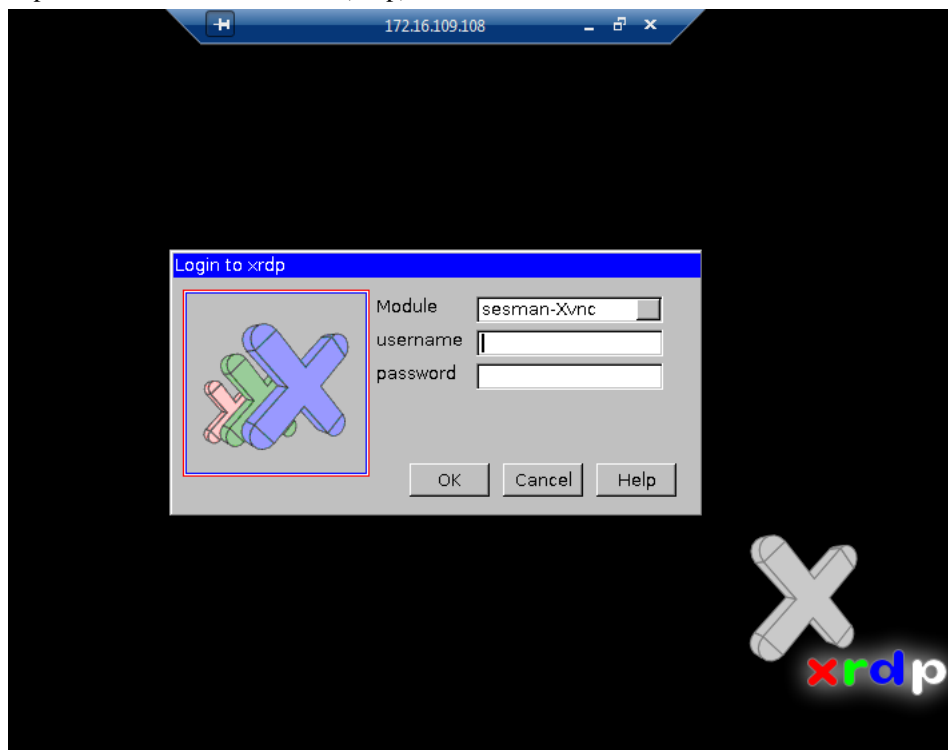 172.16.109.108
Login to xrdp
Module sesman-Xvnc
username
password
OK Cancel Help
xrdp